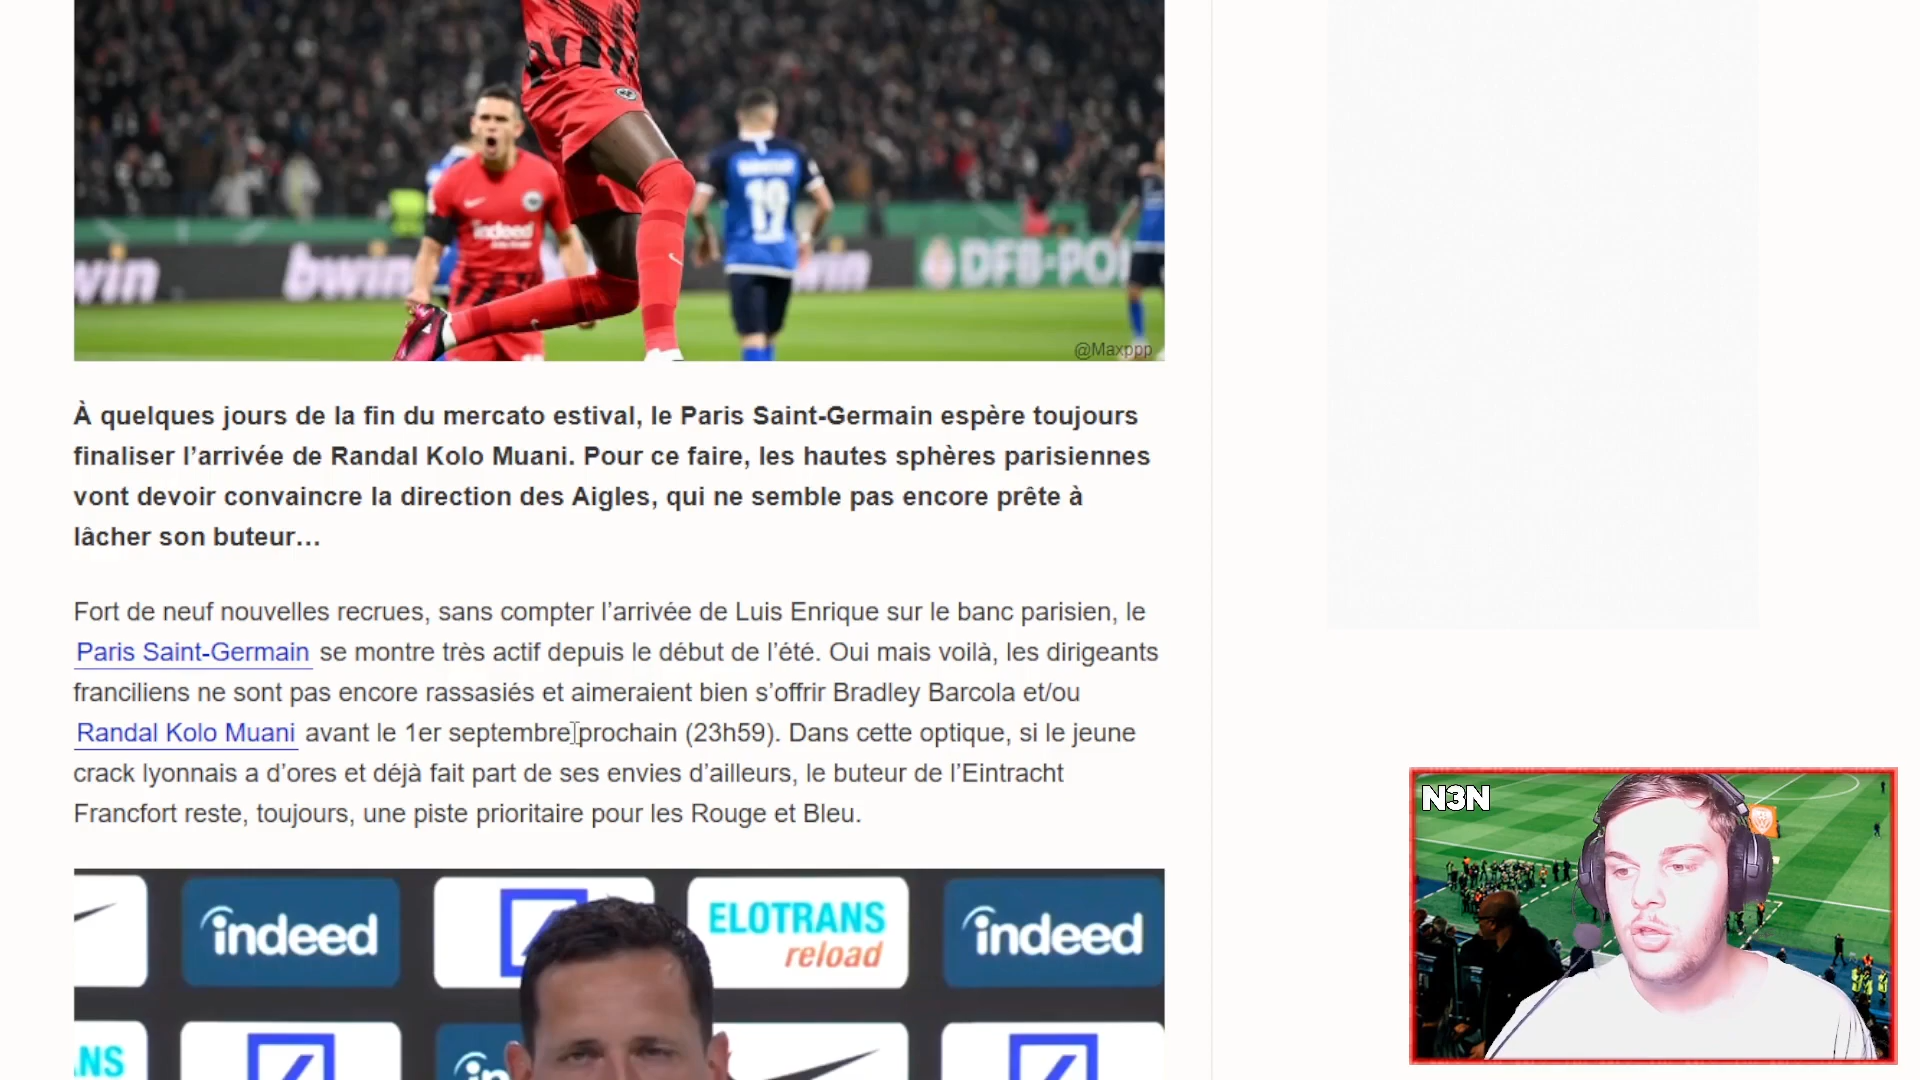 indeed
19
win
bwin
win
DFB-PO
@Maxppp
À quelques jours de la fin du mercato estival, le Paris Saint-Germain espère toujours
finaliser l’arrivée de Randal Kolo Muani. Pour ce faire, les hautes sphères parisiennes
vont devoir convaincre la direction des Aigles, qui ne semble pas encore prête à
lâcher son buteur…
Fort de neuf nouvelles recrues, sans compter l’arrivée de Luis Enrique sur le banc parisien, le
Paris Saint-Germain se montre très actif depuis le début de l’été. Oui mais voilà, les dirigeants
franciliens ne sont pas encore rassasiés et aimeraient bien s’offrir Bradley Barcola et/ou
Randal Kolo Muani avant le 1er septembre prochain (23h59). Dans cette optique, si le jeune
crack lyonnais a d’ores et déjà fait part de ses envies d’ailleurs, le buteur de l’Eintracht
Francfort reste, toujours, une piste prioritaire pour les Rouge et Bleu.
N3N
indeed
ELOTRANS
reload
indeed
ANS
in